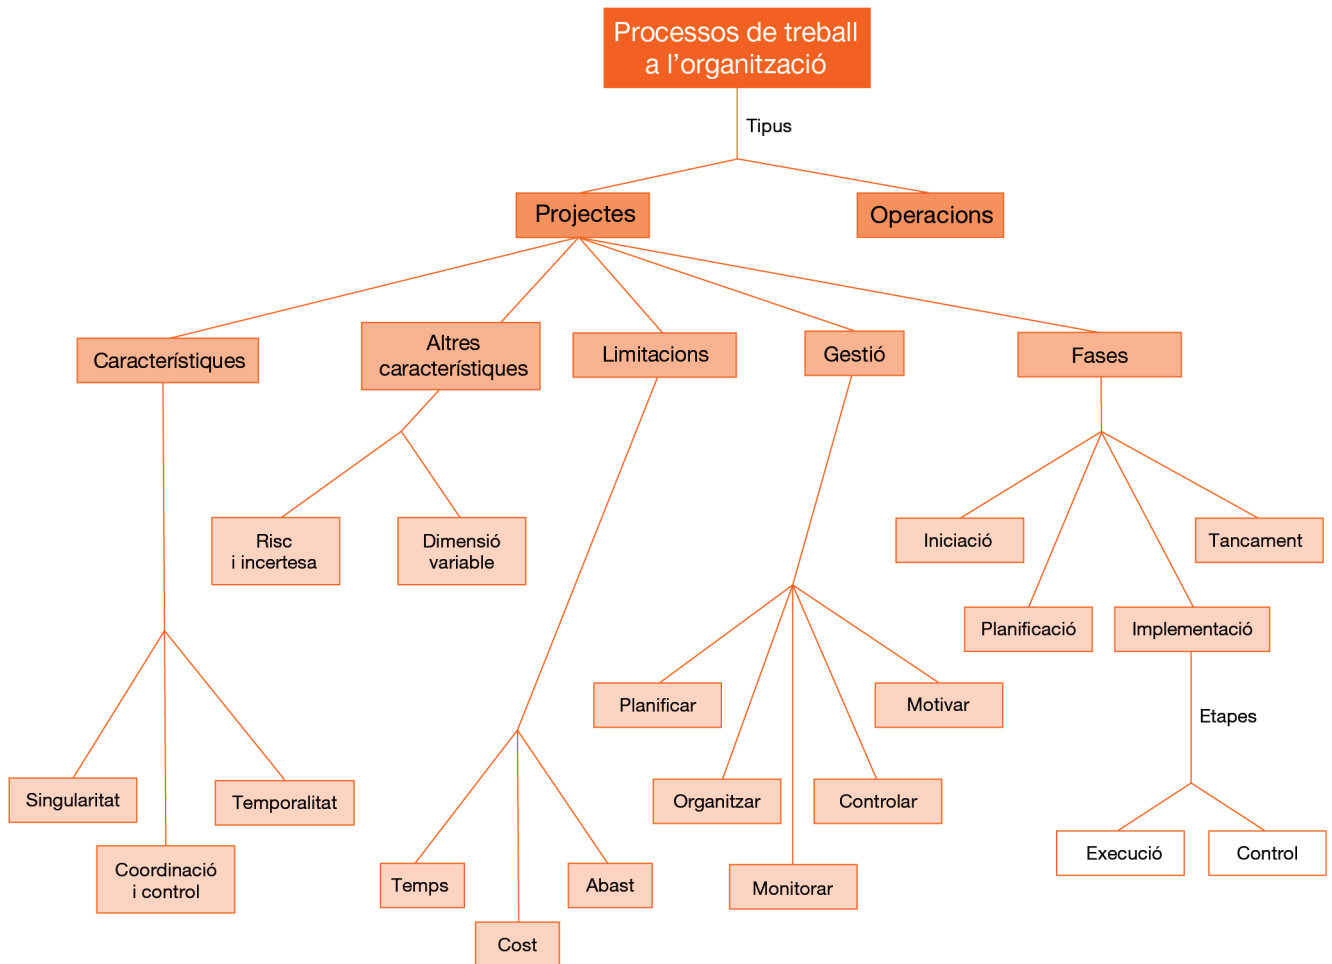 Processos de treball
a l’organització
Tipus
Projectes
Operacions
Característiques
Altres
característiques
Limitacions
Gestió
Fases
Risc
i incertesa
Dimensió
variable
Iniciació
Tancament
Planificació
Implementació
Planificar
Motivar
Etapes
Singularitat
Temporalitat
Organitzar
Controlar
Coordinació
i control
Temps
Abast
Monitorar
Execució
Control
Cost